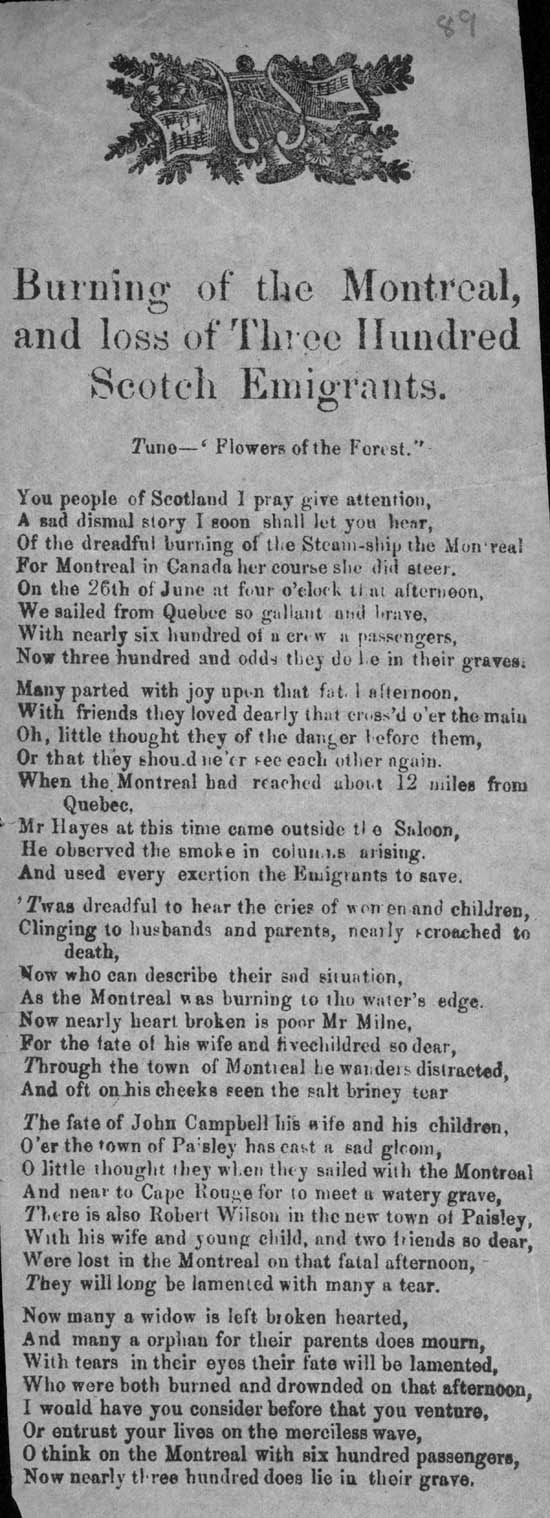 89
Burning of the Montreal,
and loss of Three Hundred
Scotch Emigrants.
Tune—‘ Flowers of the Forest."
You people of Scotland I pray give attention,
A sad dismal story I soon shall let you hear,
Of the dreadful burning of the Steam-ship the Montreal
For Montreal in Canada her course she did steer.
On the 26th of June at four o'clock that afternoon,
We sailed from Quebec so gallant and brave,
With nearly six hundred of a crew a passengers,
Now three hundred and odds they do lie in their graves.
Many parted with joy upon that fatal afternoon,
With friends they loved dearly that cross'd o'er the main
Oh, little thought they of the danger before them,
Or that they should ne'er see each other again.
When the Montreal had reached about 12 miles from
Quebec,
Mr Hayes at this time came outside the Saloon,
He observed the smoke in columns arising.
And used every exertion the Emigrants to save.
'Twas dreadful to hear the cries of women and children,
Clinging to husbands and parents, nearly scroached to
death,
Now who can describe their sad situation,
As the Montreal was burning to the water's edge.
Now nearly heart broken is poor Mr Milne,
For the fate of his wife and fivechildred so dear,
Through the town of Montreal he wanders distracted,
And oft on his cheeks seen the salt briney tear
The fate of John Campbell his wife and his children,
O'er the town of Paisley has cast a sad gloom,
O little thought they when they sailed with the Montreal
And near to Cape Rouge for to meet a watery grave,
There is also Robert Wilson in the new town of Paisley,
With his wife and young child, and two friends so dear,
Were lost in the Montreal on that fatal afternoon,
They will long be lamented with many a tear.
Now many a widow is left broken hearted,
And many a orphan for their parents does mourn,
With tears in their eyes their fate will be lamented,
Who were both burned and drownded on that afternoon,
I would have you consider before that you venture,
Or entrust your lives on the merciless wave,
O think on the Montreal with six hundred passengers,
Now nearly three hundred does lie in their grave.